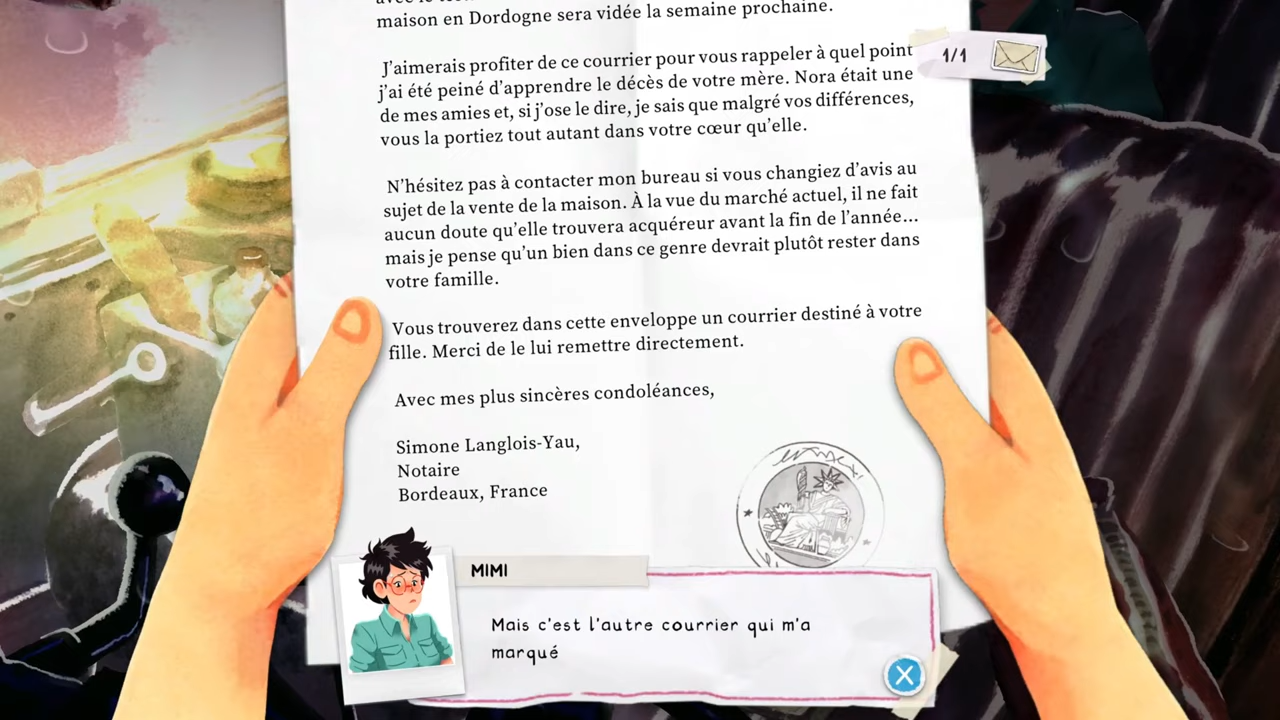 maison en Dordogne sera vidée la semaine prochaine.
J'aimerais profiter de ce courrier pour vous rappeler à quel point
j'ai été peiné d'apprendre le décès de votre mère. Nora était une
de mes amies et, si j'ose le dire, je sais que malgré vos différences,
vous la portiez tout autant dans votre cœur qu'elle.
N'hésitez pas à contacter mon bureau si vous changiez d'avis au
sujet de la vente de la maison. À la vue du marché actuel, il ne fait
aucun doute qu'elle trouvera acquéreur avant la fin de l'année...
mais je pense qu'un bien dans ce genre devrait plutôt rester dans
votre famille.
Vous trouverez dans cette enveloppe un courrier destiné à votre
fille. Merci de le lui remettre directement.
Avec mes plus sincères condoléances,
Simone Langlois-Yau,
Notaire
Bordeaux, France
1/1
MIMI
Mais c'est l'autre courrier qui m'a
marqué
X